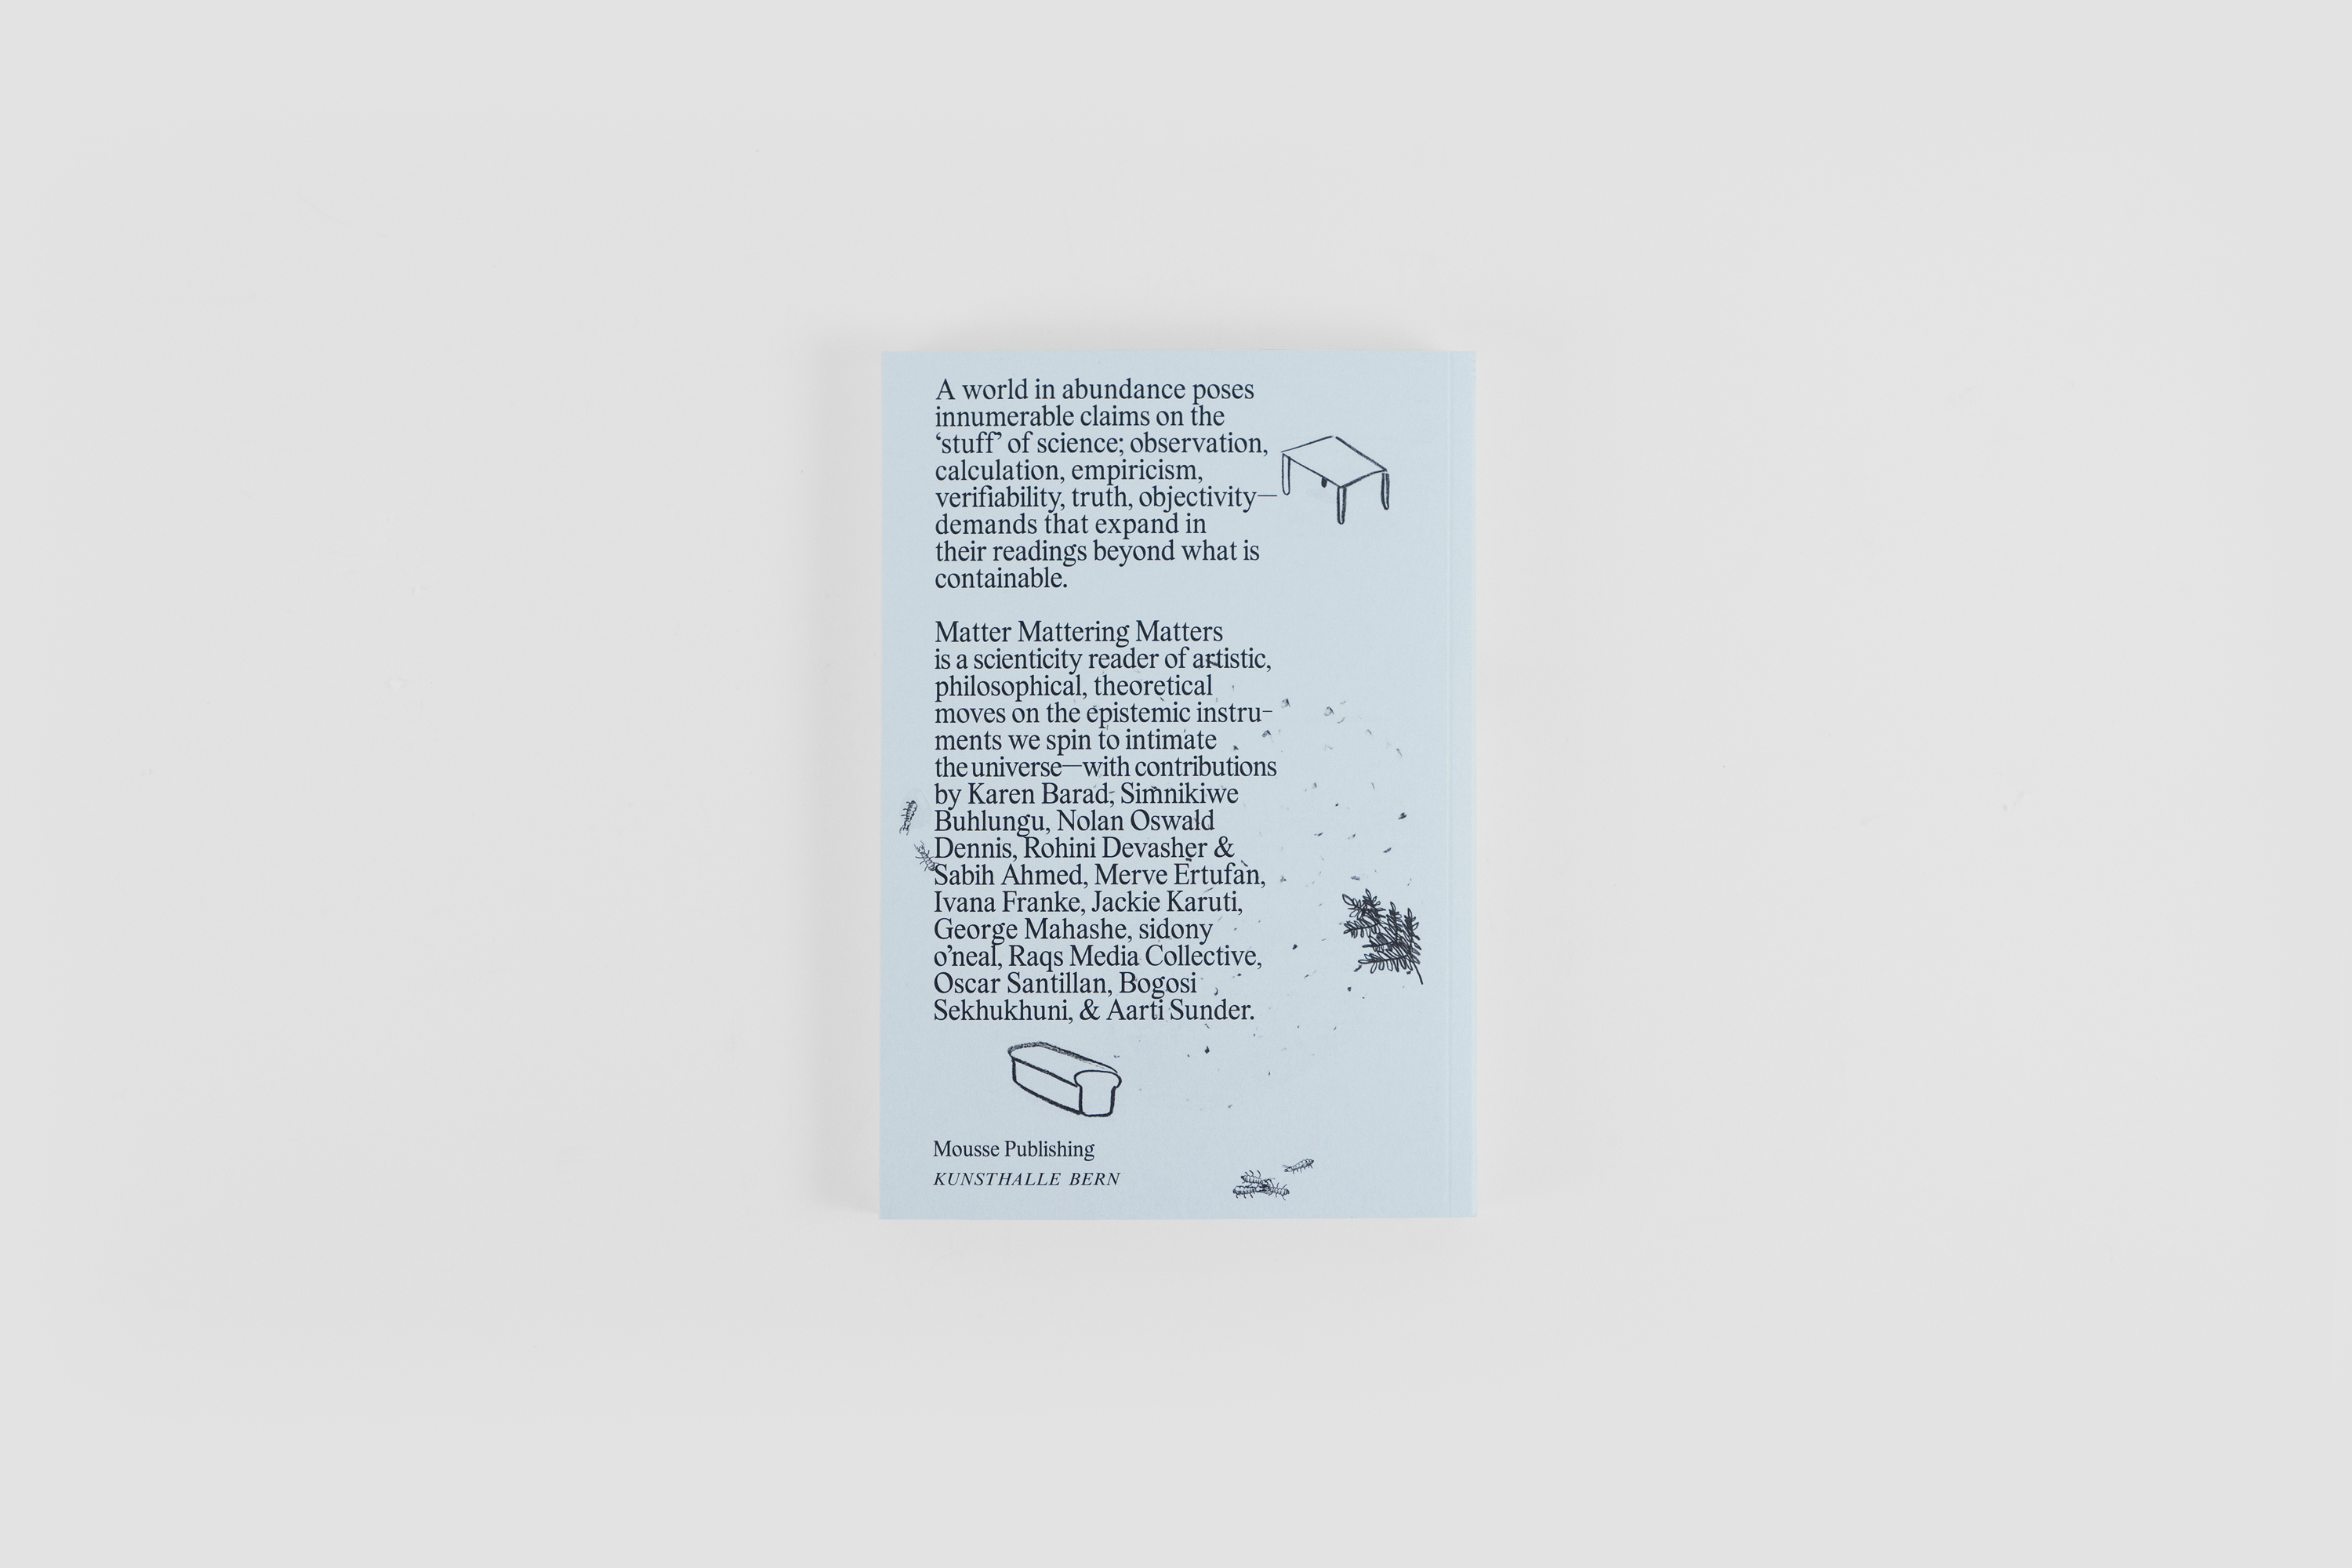 A world in abundance poses
innumerable claims on the
‘stuff’ of science; observation,
calculation, empiricism,
verifiability, truth, objectivity—
demands that expand in
their readings beyond what is
containable.
Matter Mattering Matters
is a scienticity reader of artistic,
philosophical, theoretical
moves on the epistemic instru-
ments we spin to intimate
the universe—with contributions
by Karen Barad, Simnikiwe
Buhlungu, Nolan Oswald
Dennis, Rohini Devasher &
Sabih Ahmed, Merve Ertufan,
Ivana Franke, Jackie Karuti,
George Mahashe, sidony
o’neal, Raqs Media Collective,
Oscar Santillan, Bogosi
Sekhukhuni, & Aarti Sunder.
Mousse Publishing
KUNSTHALLE BERN